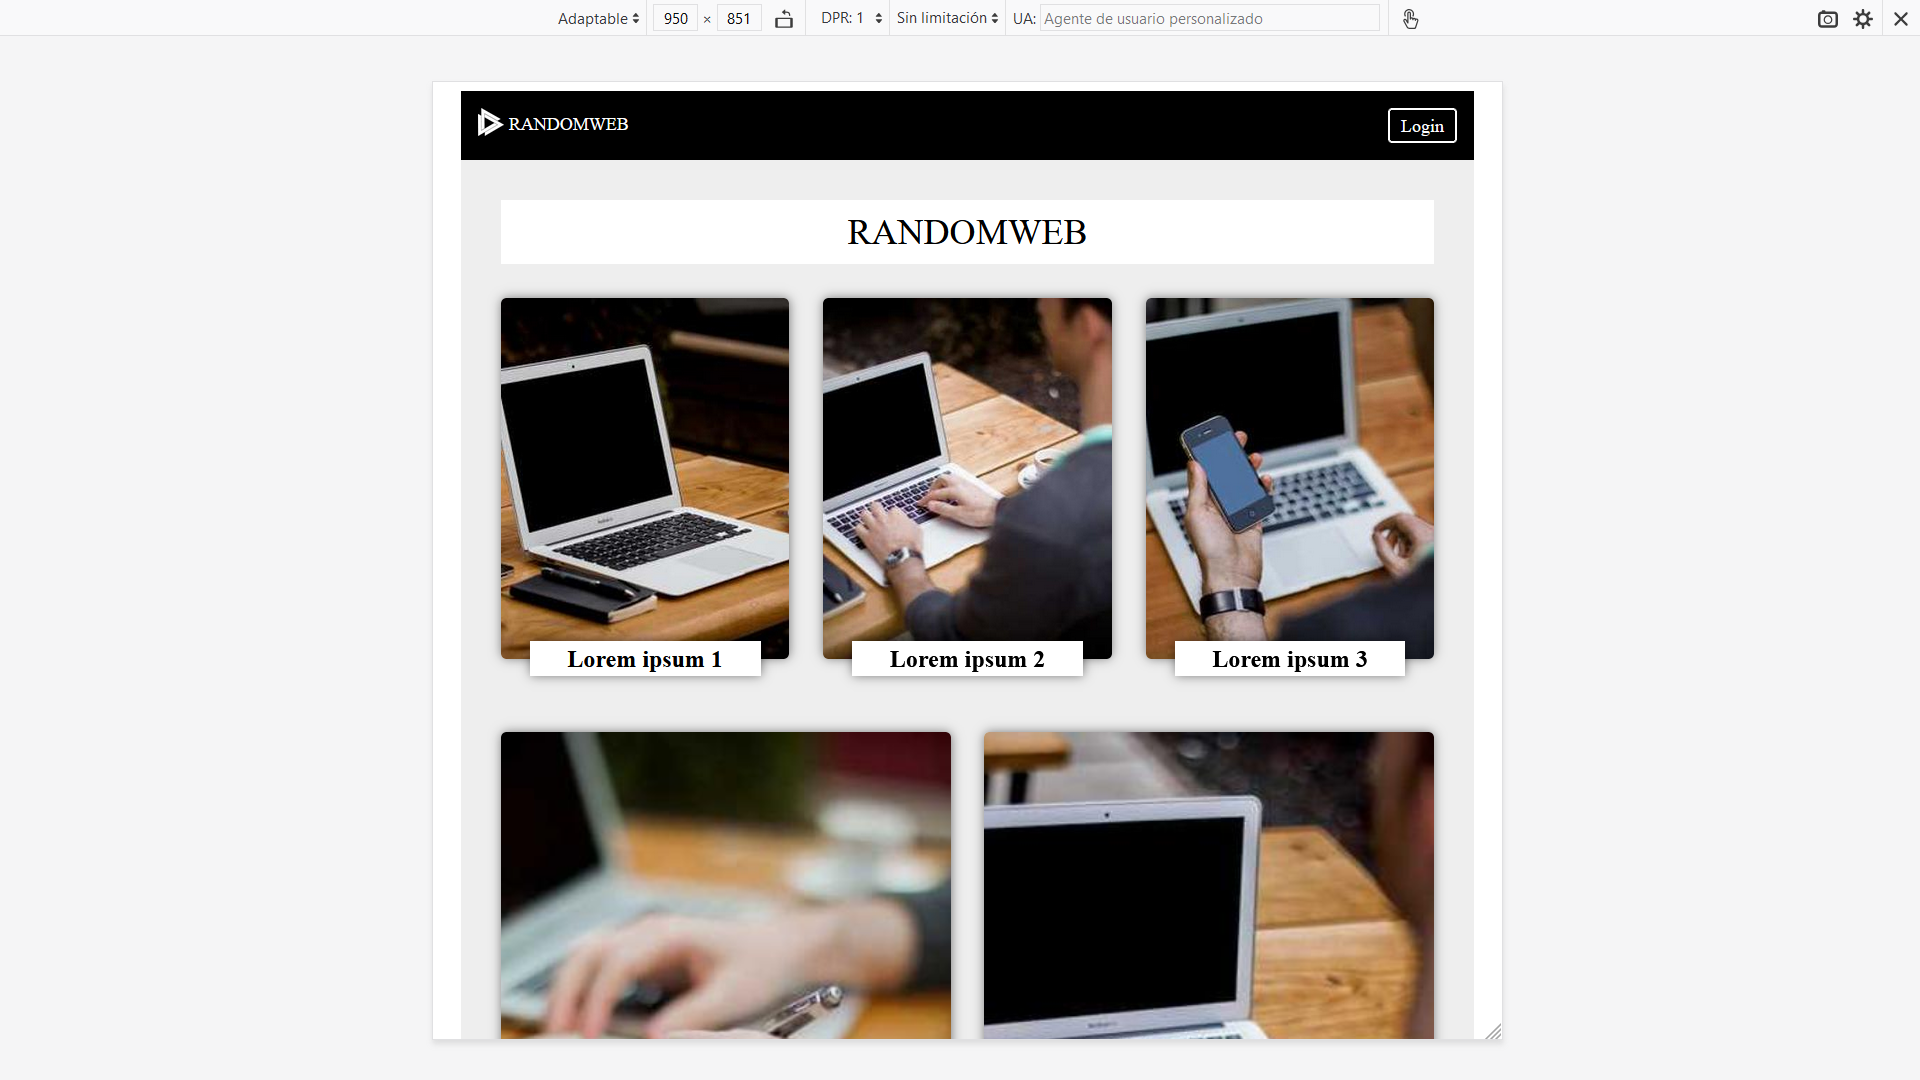 Adaptable 950 × 851 DPR: 1 Sin limitación UA: Agente de usuario personalizado
RANDOMWEB Login
RANDOMWEB
Lorem ipsum 1 Lorem ipsum 2 Lorem ipsum 3